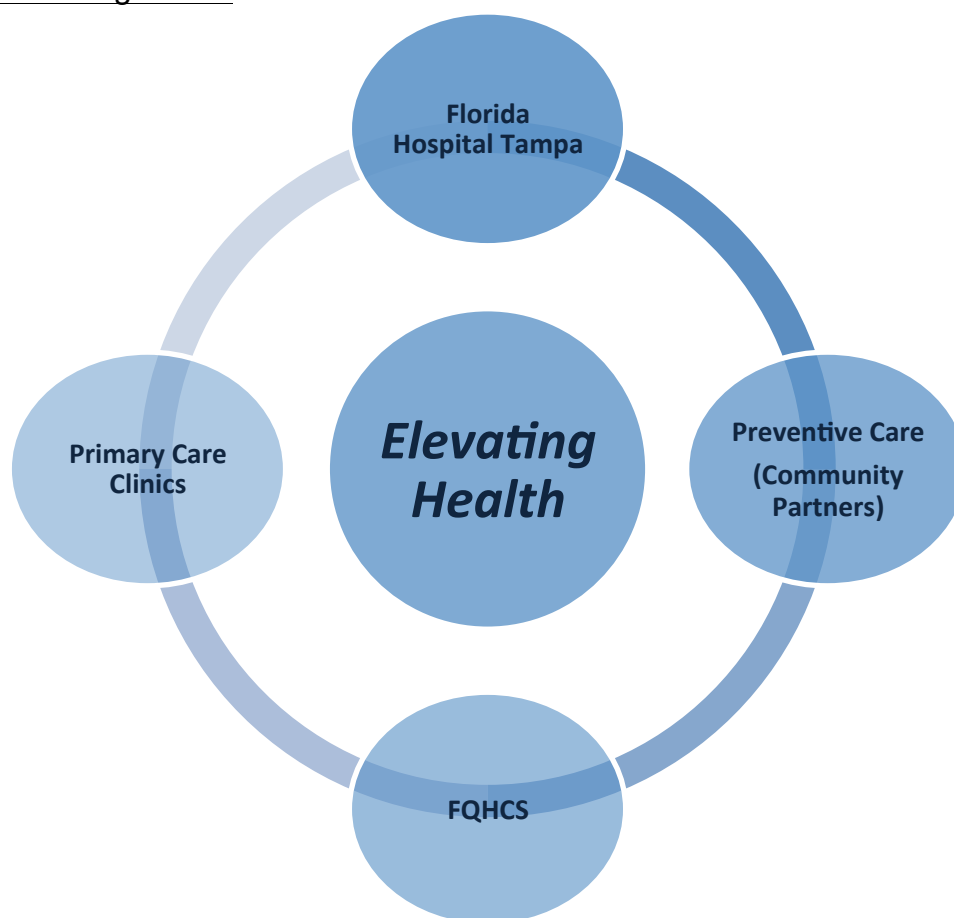 Florida
Hospital Tampa
Preventive Care
(Community
Partners)
Elevating
Health
Primary Care
Clinics
FQHCS